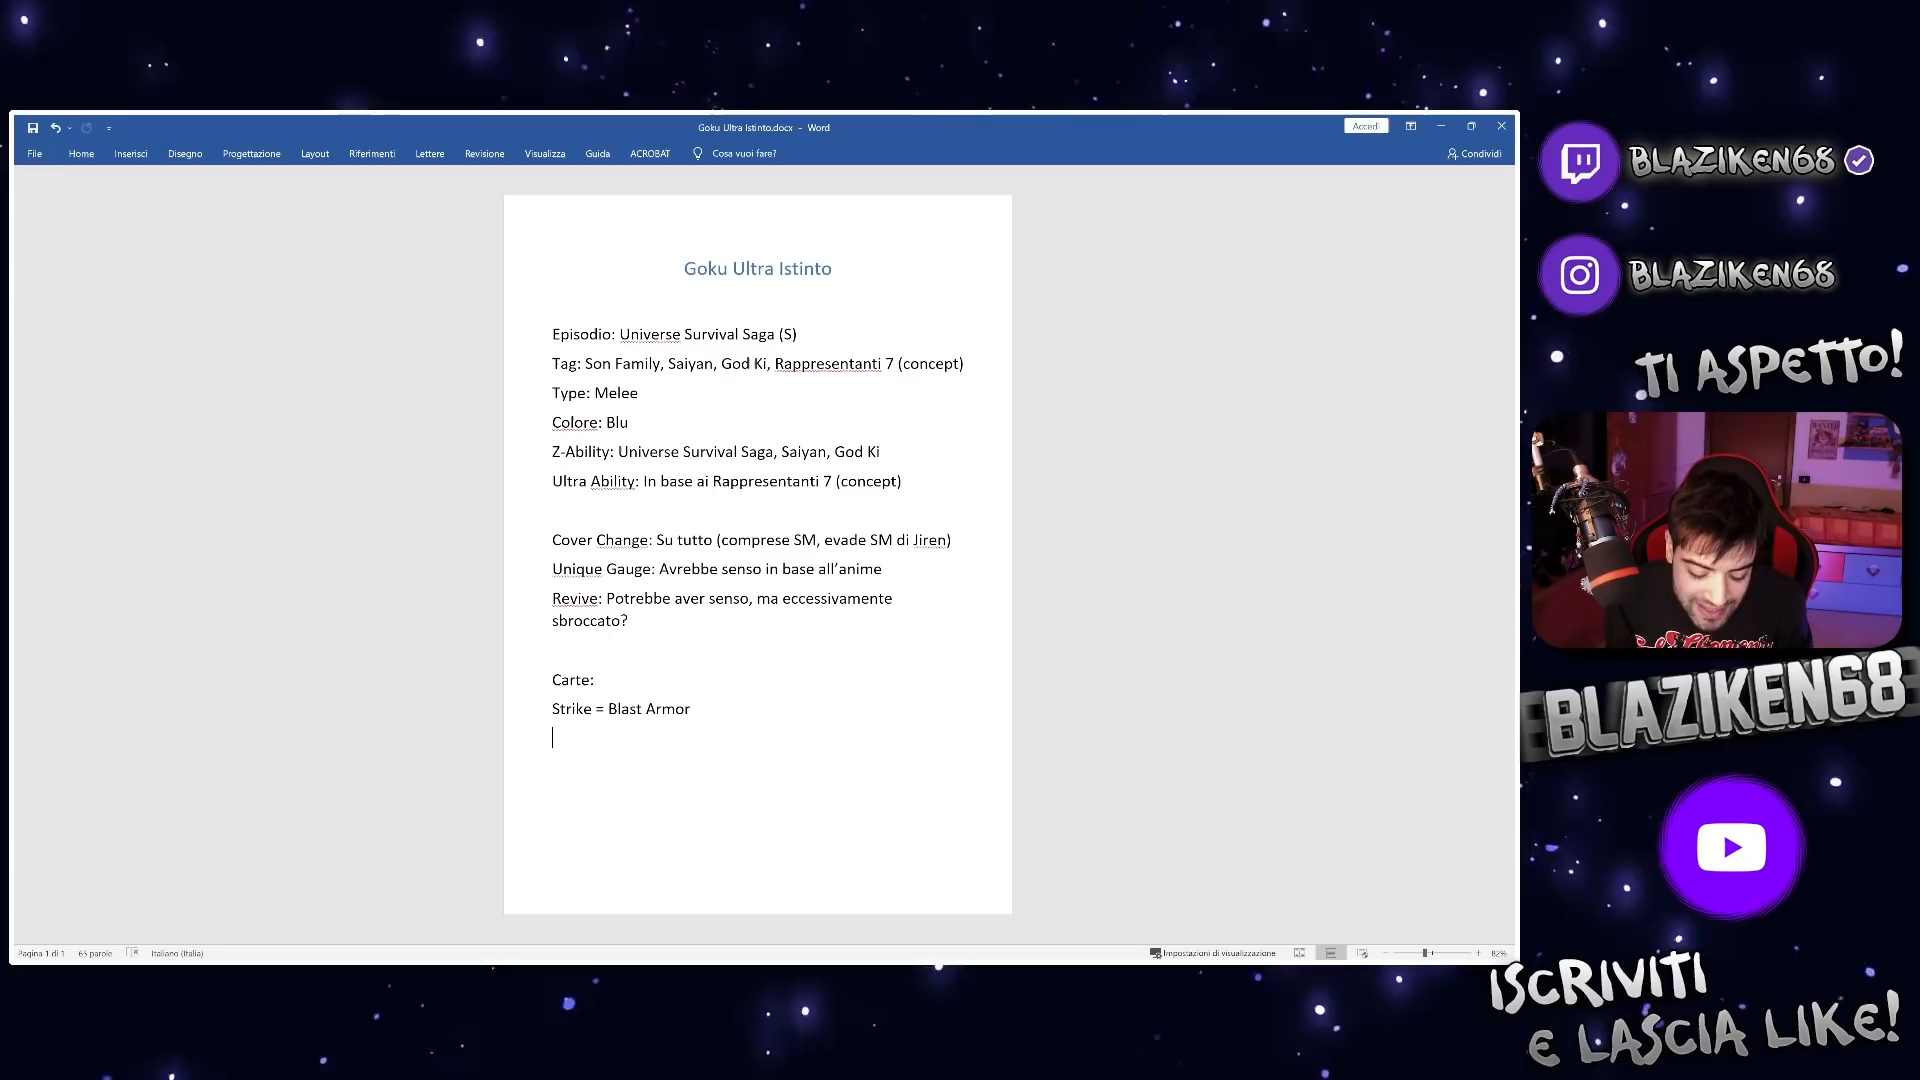 Goku Ultra Istinto.docx - Word
Accedi
File Home Inserisci Disegno Progettazione Layout Riferimenti Lettere Revisione Visualizza Guida ACROBAT Cosa vuoi fare? Condividi
Goku Ultra Istinto
Episodio: Universe Survival Saga (S)
Tag: Son Family, Saiyan, God Ki, Rappresentanti 7 (concept)
Type: Melee
Colore: Blu
Z-Ability: Universe Survival Saga, Saiyan, God Ki
Ultra Ability: In base ai Rappresentanti 7 (concept)
Cover Change: Su tutto (comprese SM, evade SM di Jiren)
Unique Gauge: Avrebbe senso in base all’anime
Revive: Potrebbe aver senso, ma eccessivamente
sbroccato?
Carte:
Strike = Blast Armor
Pagina 1 di 1 65 parole Italiano (Italia) Impostazioni di visualizzazione 82%
BLAZIKEN68
BLAZIKEN68
TI ASPETTO!
WANTED
BLAZIKEN68
ISCRIVITI
E LASCIA LIKE!